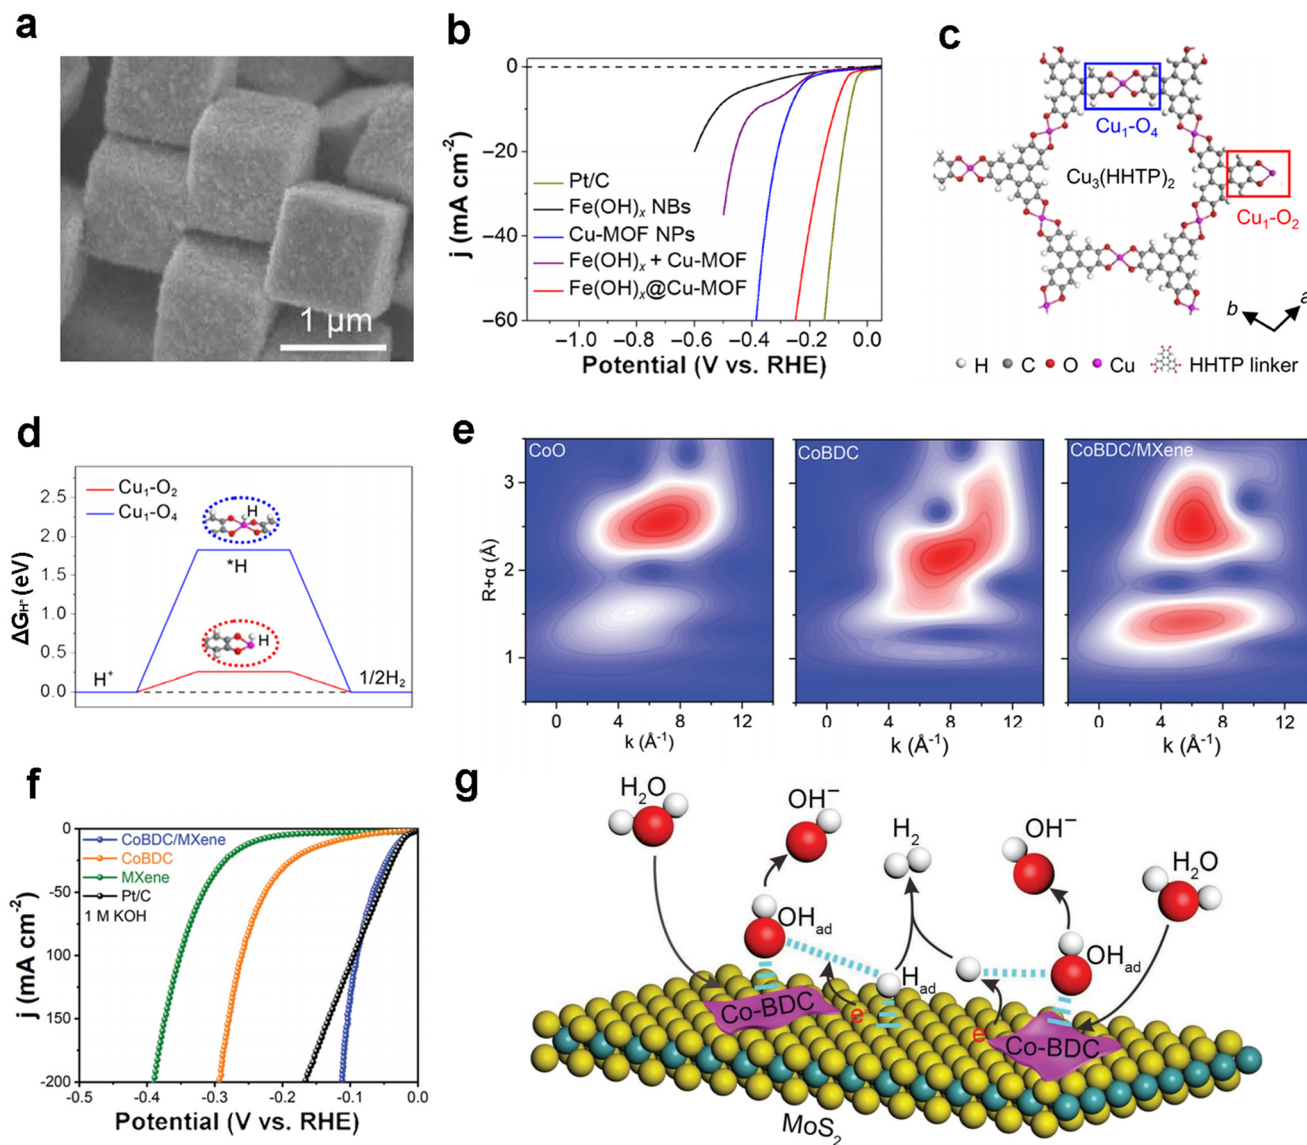 a
1 μm
b
0
−20
−40
−60
j (mA cm⁻²)
Pt/C
Fe(OH)ₓ NBs
Cu-MOF NPs
Fe(OH)ₓ + Cu-MOF
Fe(OH)ₓ@Cu-MOF
−1.0 −0.8 −0.6 −0.4 −0.2 0.0
Potential (V vs. RHE)
c
Cu₁-O₄
Cu₃(HHTP)₂
Cu₁-O₂
b a
H C O Cu HHTP linker
d
Cu₁-O₂
Cu₁-O₄
2.5
2.0
1.5
1.0
0.5
0.0
ΔG_H* (eV)
H
*H
H
H⁺
1/2H₂
e
CoO
CoBDC
CoBDC/MXene
3
2
1
R+α (Å)
0 4 8 12
0 4 8 12
0 4 8 12
k (Å⁻¹)
k (Å⁻¹)
k (Å⁻¹)
f
0
-50
-100
-150
-200
j (mA cm⁻²)
CoBDC/MXene
CoBDC
MXene
Pt/C
1 M KOH
-0.5 -0.4 -0.3 -0.2 -0.1 0.0
Potential (V vs. RHE)
g
H₂O
OH⁻
H₂
OH⁻
H₂O
OH_ad
H_ad
OH_ad
Co-BDC
e
e
Co-BDC
MoS₂